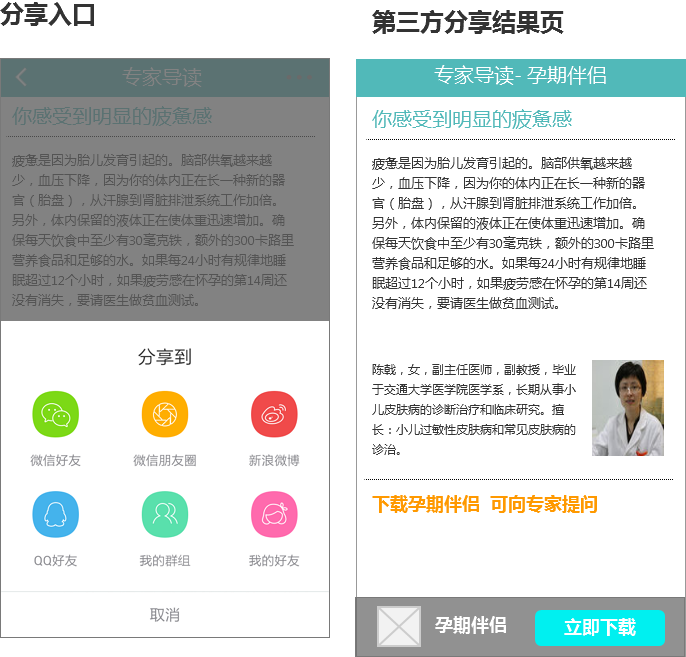 分享入口
专家导读
你感受到明显的疲惫感
疲惫是因为胎儿发育引起的。脑部供氧越来越
少，血压下降，因为你的体内正在长一种新的器
官（胎盘），从汗腺到肾脏排泄系统工作加倍。
另外，体内保留的液体正在使体重迅速增加。确
保每天饮食中至少有30毫克铁，额外的300卡路里
营养食品和足够的水。如果每24小时有规律地睡
眠超过12个小时，如果疲劳感在怀孕的第14周还
没有消失，要请医生做贫血测试。
分享到
微信好友
微信朋友圈
新浪微博
QQ好友
我的群组
我的好友
取消
第三方分享结果页
专家导读- 孕期伴侣
你感受到明显的疲惫感
疲惫是因为胎儿发育引起的。脑部供氧越来越
少，血压下降，因为你的体内正在长一种新的器
官（胎盘），从汗腺到肾脏排泄系统工作加倍。
另外，体内保留的液体正在使体重迅速增加。确
保每天饮食中至少有30毫克铁，额外的300卡路里
营养食品和足够的水。如果每24小时有规律地睡
眠超过12个小时，如果疲劳感在怀孕的第14周还
没有消失，要请医生做贫血测试。
陈戟，女，副主任医师，副教授，毕业
于交通大学医学院医学系，长期从事小
儿皮肤病的诊断治疗和临床研究。擅
长：小儿过敏性皮肤病和常见皮肤病的
诊治。
下载孕期伴侣 可向专家提问
孕期伴侣
立即下载